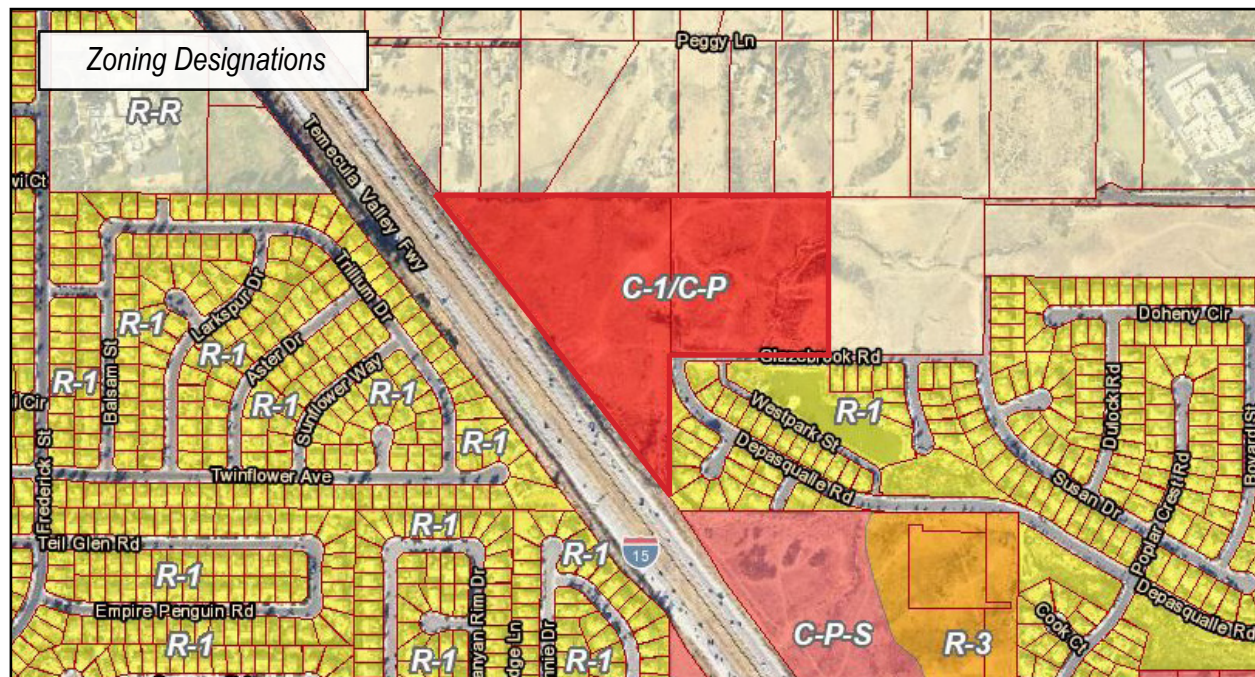 Zoning Designations
Peggy Ln
R-R
Temecula Valley Fwy
Trillium Dr
Larkspur Dr
R-1
R-1
Aster Dr
R-1
Sunflower Way
R-1
R-1
Balsam St
R-1
Twinflower Ave
Frederick St
C-1/C-P
Glazebrook Rd
Doheny Cir
Westpark St
R-1
Depasqualle Rd
Dulock Rd
Susan Dr
Poplar Crest Rd
Teil Glen Rd
R-1
R-1
R-1
15
Empire Penguin Rd
R-1
R-1
R-1
C-P-S
R-3
Cook Ct
Depasqualle Rd